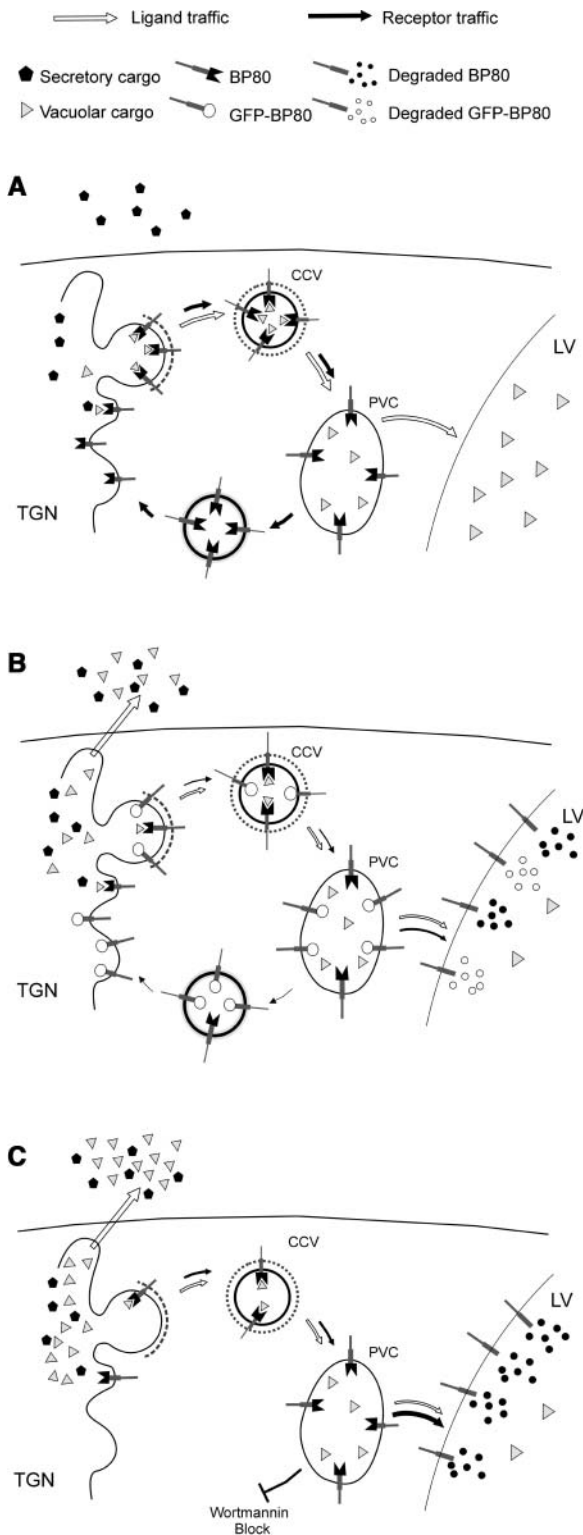 Ligand traffic Receptor traffic
Secretory cargo BP80 Degraded BP80
Vacuolar cargo GFP-BP80 Degraded GFP-BP80
A
CCV
LV
PVC
TGN
B
CCV
LV
PVC
TGN
C
CCV
LV
PVC
TGN
Wortmannin
Block